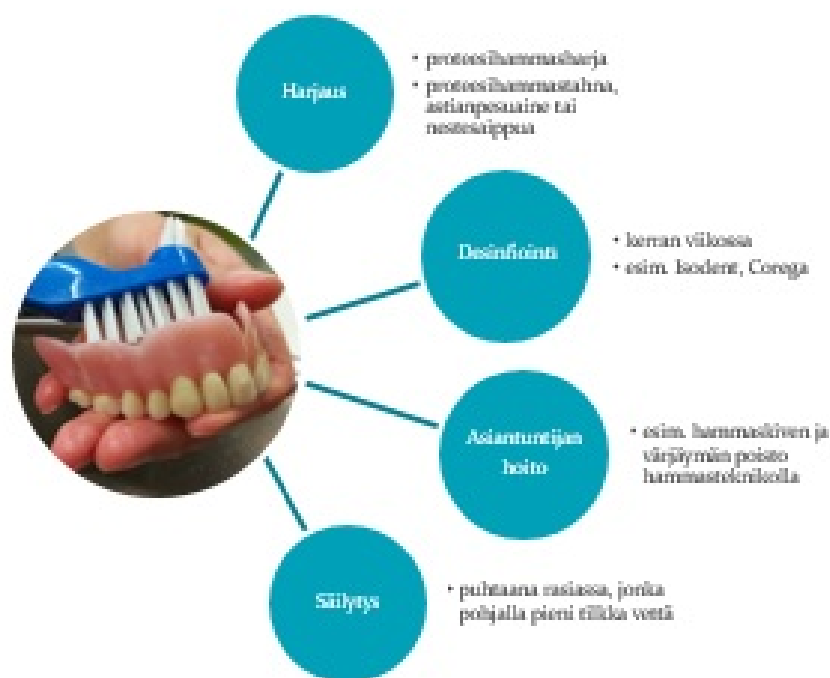 Harjaus
• proteesihammasharja
• proteesihammastahna,
astianpesuaine tai
nestesaippua
Desinfiointi
• kerran viikossa
• esim. Isodent, Corega
Asiantuntijan
hoito
• esim. hammaskiven ja
värjäymän poisto
hammasteknikolla
Säilytys
• puhtaana rasiassa, jonka
pohjalla pieni tilkka vettä